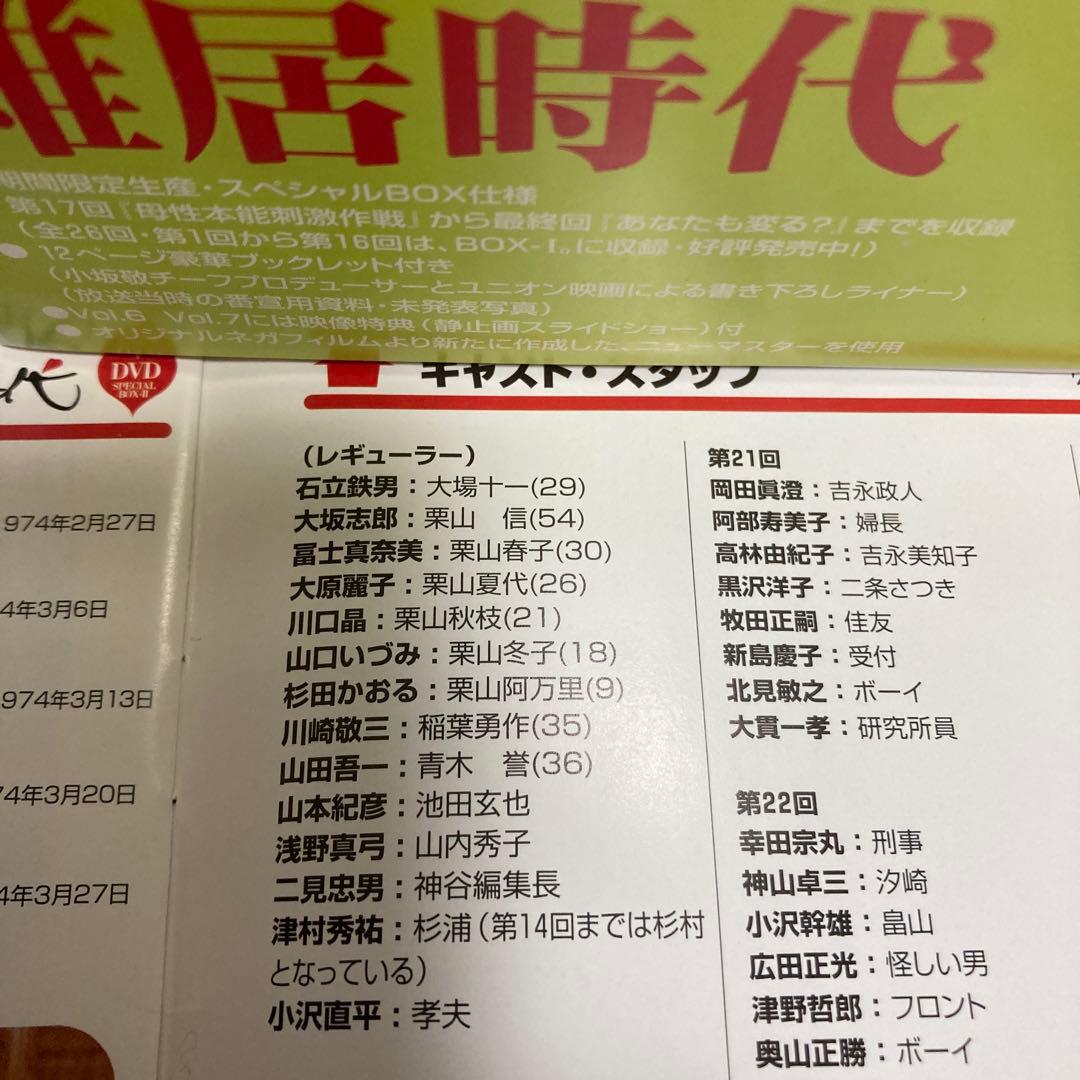 雑居時代
期間限定生産・スペシャルBOX仕様
第17回『母性本能刺激作戦』から最終回『あなたも変る?』までを収録
(全26回・第1回から第16回は、BOX-I。に収録・好評発売中!)
● 12ページ豪華ブックレット付き
(小坂敬チーフプロデューサーとユニオン映画による書き下ろしライナー)
(放送当時の番宣用資料・未発表写真)
●Vol.6 Vol.7には映像特典(静止画スライドショー)付
● オリジナルネガフィルムより新たに作成した、ニューマスターを使用
代
DVD
SPECIAL
BOX-II
974年2月27日
4年3月6日
974年3月13日
74年3月20日
4年3月27日
キャスト・スタッフ
(レギューラー)
石立鉄男:大場十一(29)
大坂志郎:栗山 信(54)
冨士真奈美:栗山春子(30)
大原麗子:栗山夏代(26)
川口晶:栗山秋枝(21)
山口いづみ:栗山冬子(18)
杉田かおる:栗山阿万里(9)
川崎敬三:稲葉勇作(35)
山田吾一:青木 誉(36)
山本紀彦:池田玄也
浅野真弓:山内秀子
二見忠男:神谷編集長
津村秀祐:杉浦(第14回までは杉村
となっている)
小沢直平:孝夫
第21回
岡田眞澄:吉永政人
阿部寿美子:婦長
高林由紀子:吉永美知子
黒沢洋子:二条さつき
牧田正嗣:佳友
新島慶子:受付
北見敏之:ボーイ
大貫一孝:研究所員
第22回
幸田宗丸:刑事
神山卓三:汐崎
小沢幹雄:畠山
広田正光:怪しい男
津野哲郎:フロント
奥山正勝:ボーイ